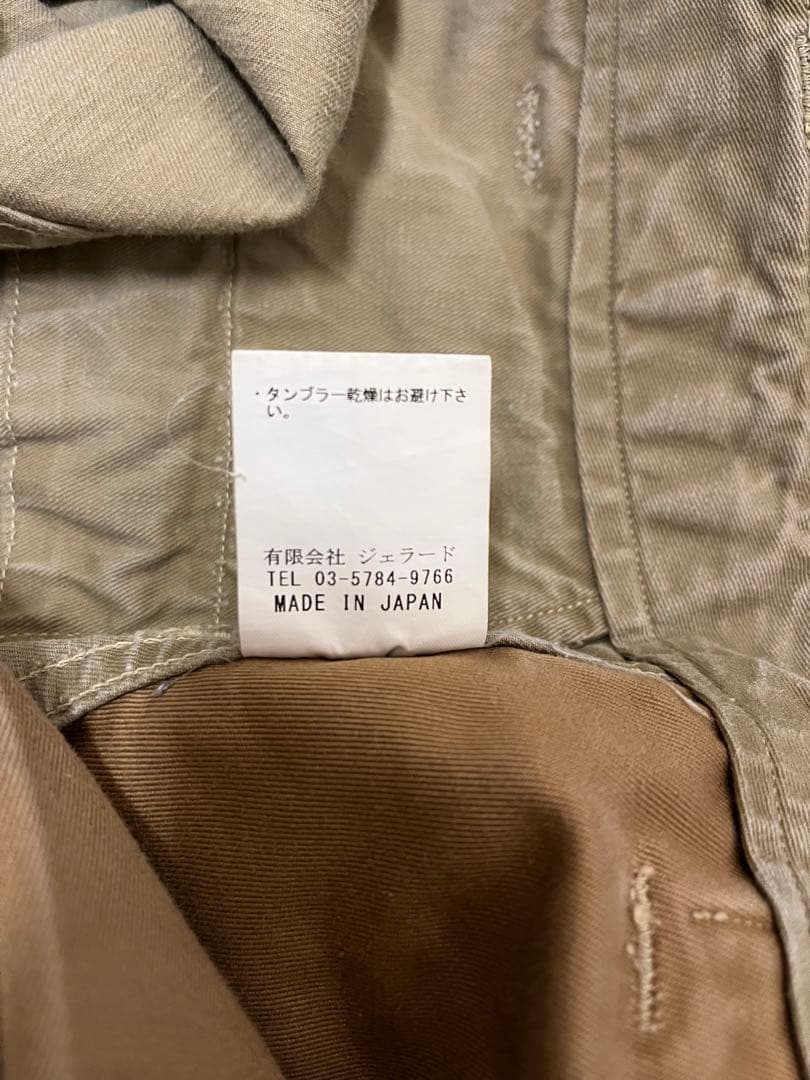 ・タンブラー乾燥はお避け下さ
い。
有限会社 ジェラード
TEL 03-5784-9766
MADE IN JAPAN